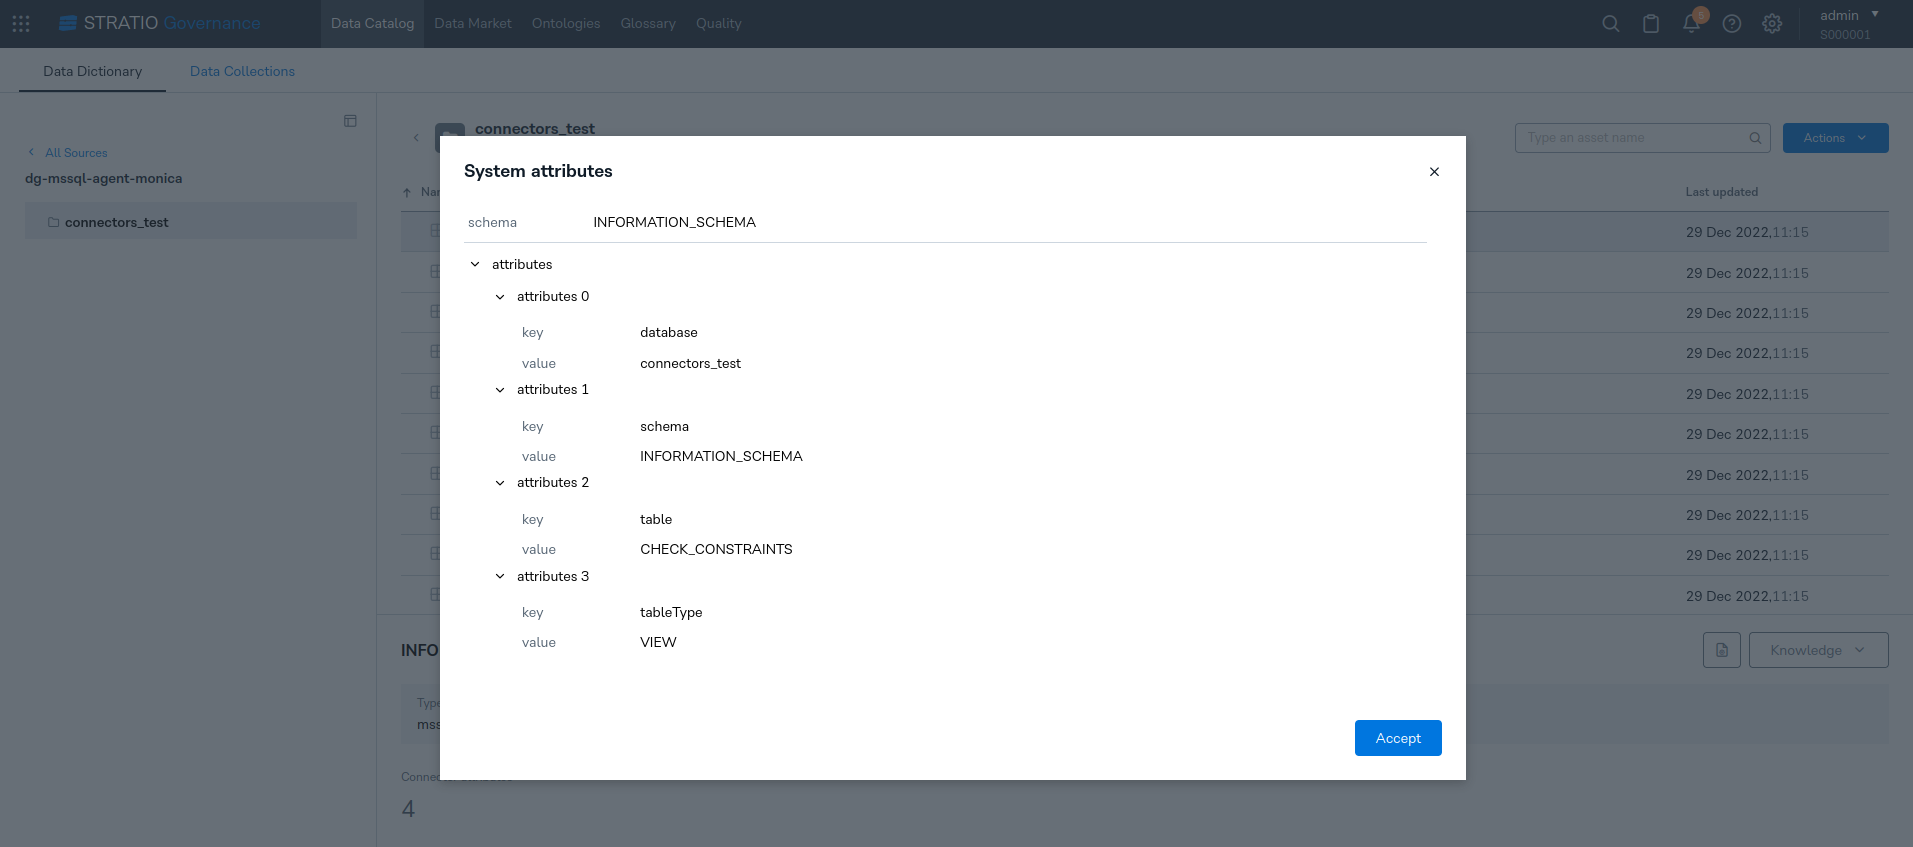 STRATIO Governance
Data Catalog Data Market Ontologies Glossary Quality
5
admin
S000001
Data Dictionary Data Collections
All Sources
dg-mssql-agent-monica
connectors_test
connectors_test
Type an asset name
Actions
Last updated
29 Dec 2022, 11:15
29 Dec 2022, 11:15
29 Dec 2022, 11:15
29 Dec 2022, 11:15
29 Dec 2022, 11:15
29 Dec 2022, 11:15
29 Dec 2022, 11:15
29 Dec 2022, 11:15
29 Dec 2022, 11:15
29 Dec 2022, 11:15
System attributes
schema INFORMATION_SCHEMA
attributes
attributes 0
key database
value connectors_test
attributes 1
key schema
value INFORMATION_SCHEMA
attributes 2
key table
value CHECK_CONSTRAINTS
attributes 3
key tableType
value VIEW
Accept
INFO
Knowledge
Type
mss
4